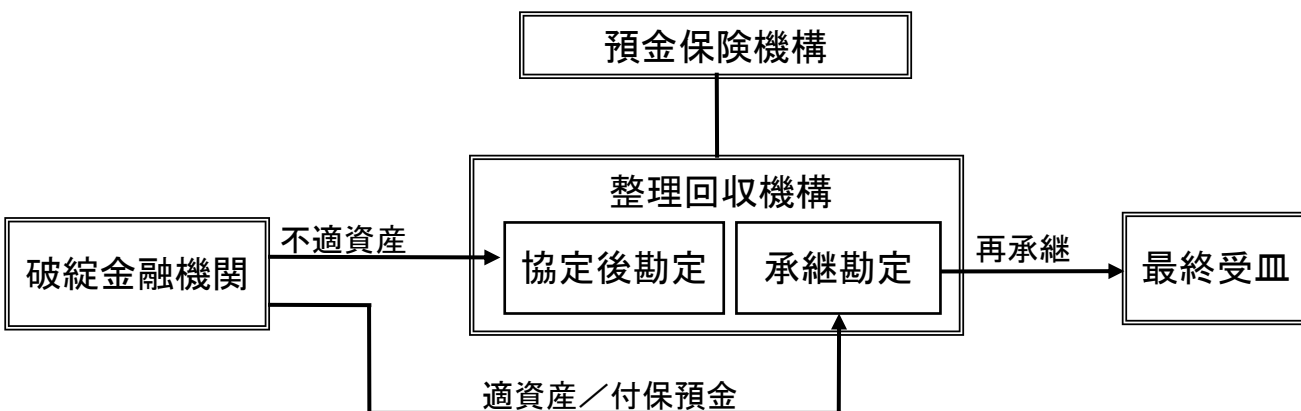 預金保険機構
整理回収機構
破綻金融機関
不適資産
協定後勘定
承継勘定
再承継
最終受皿
適資産／付保預金